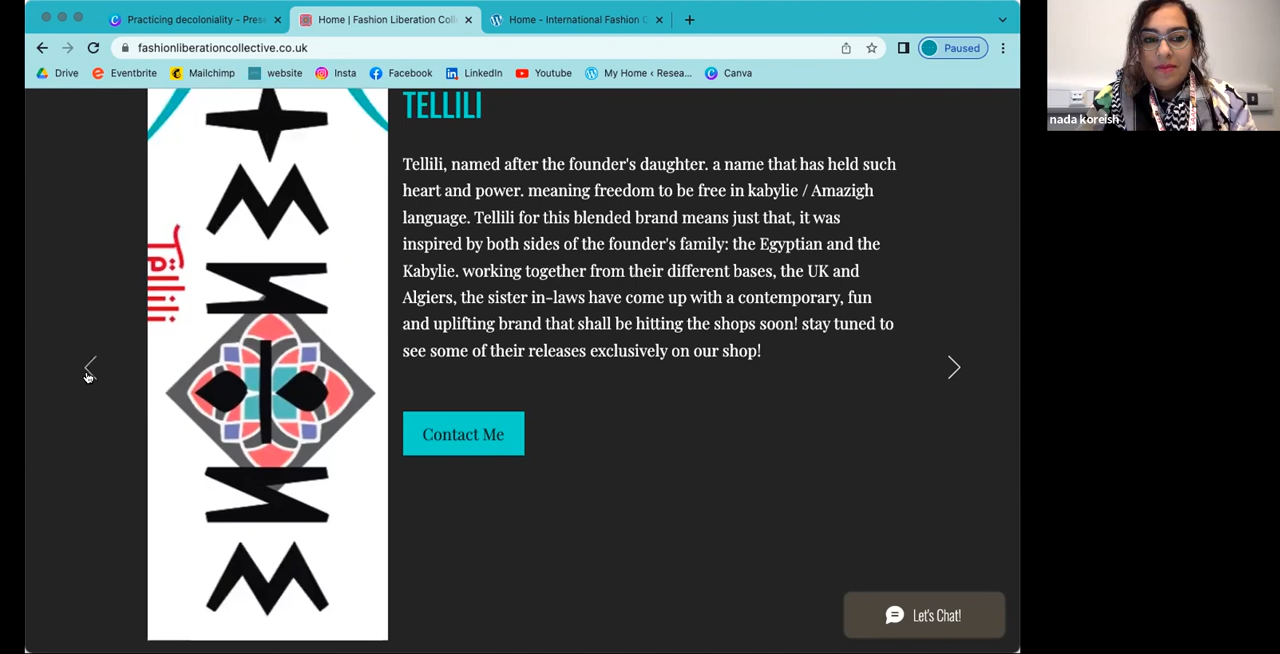 Practicing decoloniality - Pres
Home | Fashion Liberation Coll
Home - International Fashion C
fashionliberationcollective.co.uk
Paused
Drive
Eventbrite
Mailchimp
website
Insta
Facebook
LinkedIn
Youtube
My Home ‹ Resea...
Canva
TELLILI
Tellili, named after the founder's daughter. a name that has held such
heart and power. meaning freedom to be free in kabylie / Amazigh
language. Tellili for this blended brand means just that, it was
inspired by both sides of the founder's family: the Egyptian and the
Kabylie. working together from their different bases, the UK and
Algiers, the sister in-laws have come up with a contemporary, fun
and uplifting brand that shall be hitting the shops soon! stay tuned to
see some of their releases exclusively on our shop!
Contact Me
Tellili
Let's Chat!
nada koreish